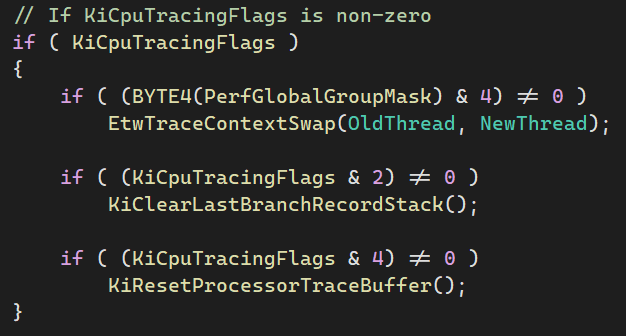 // If KiCpuTracingFlags is non-zero
if ( KiCpuTracingFlags )
{
    if ( (BYTE4(PerfGlobalGroupMask) & 4) ≠ 0 )
        EtwTraceContextSwap(OldThread, NewThread);

    if ( (KiCpuTracingFlags & 2) ≠ 0 )
        KiClearLastBranchRecordStack();

    if ( (KiCpuTracingFlags & 4) ≠ 0 )
        KiResetProcessorTraceBuffer();
}